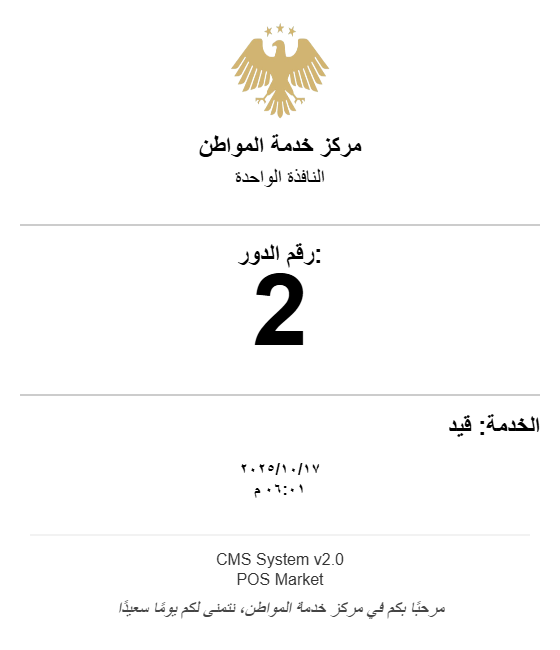 مركز خدمة المواطن
النافذة الواحدة
رقم الدور:
2
الخدمة: قيد
٢٠٢٥/١٠/١٧
٠٦:٠١ م
CMS System v2.0
POS Market
مرحبًا بكم في مركز خدمة المواطن، نتمنى لكم يومًا سعيدًا